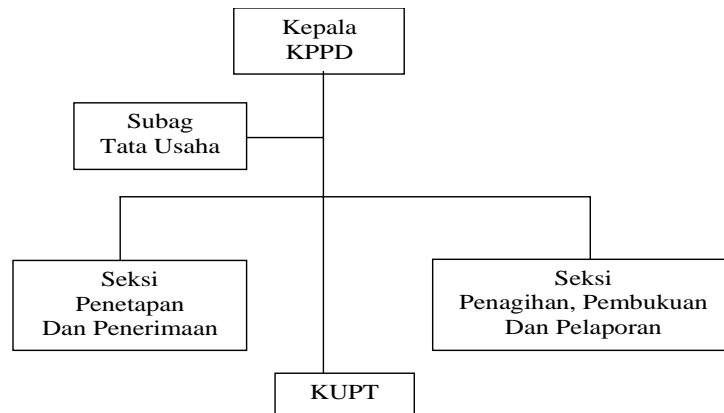 Kepala
KPPD
Subag
Tata Usaha
Seksi
Penetapan
Dan Penerimaan
Seksi
Penagihan, Pembukuan
Dan Pelaporan
KUPT